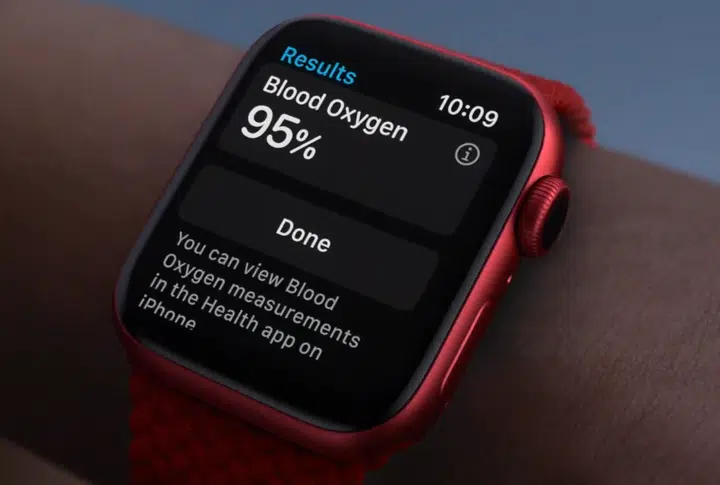 Results
10:09
Blood Oxygen
95%
Done
You can view Blood
Oxygen measurements
in the Health app on
iPhone